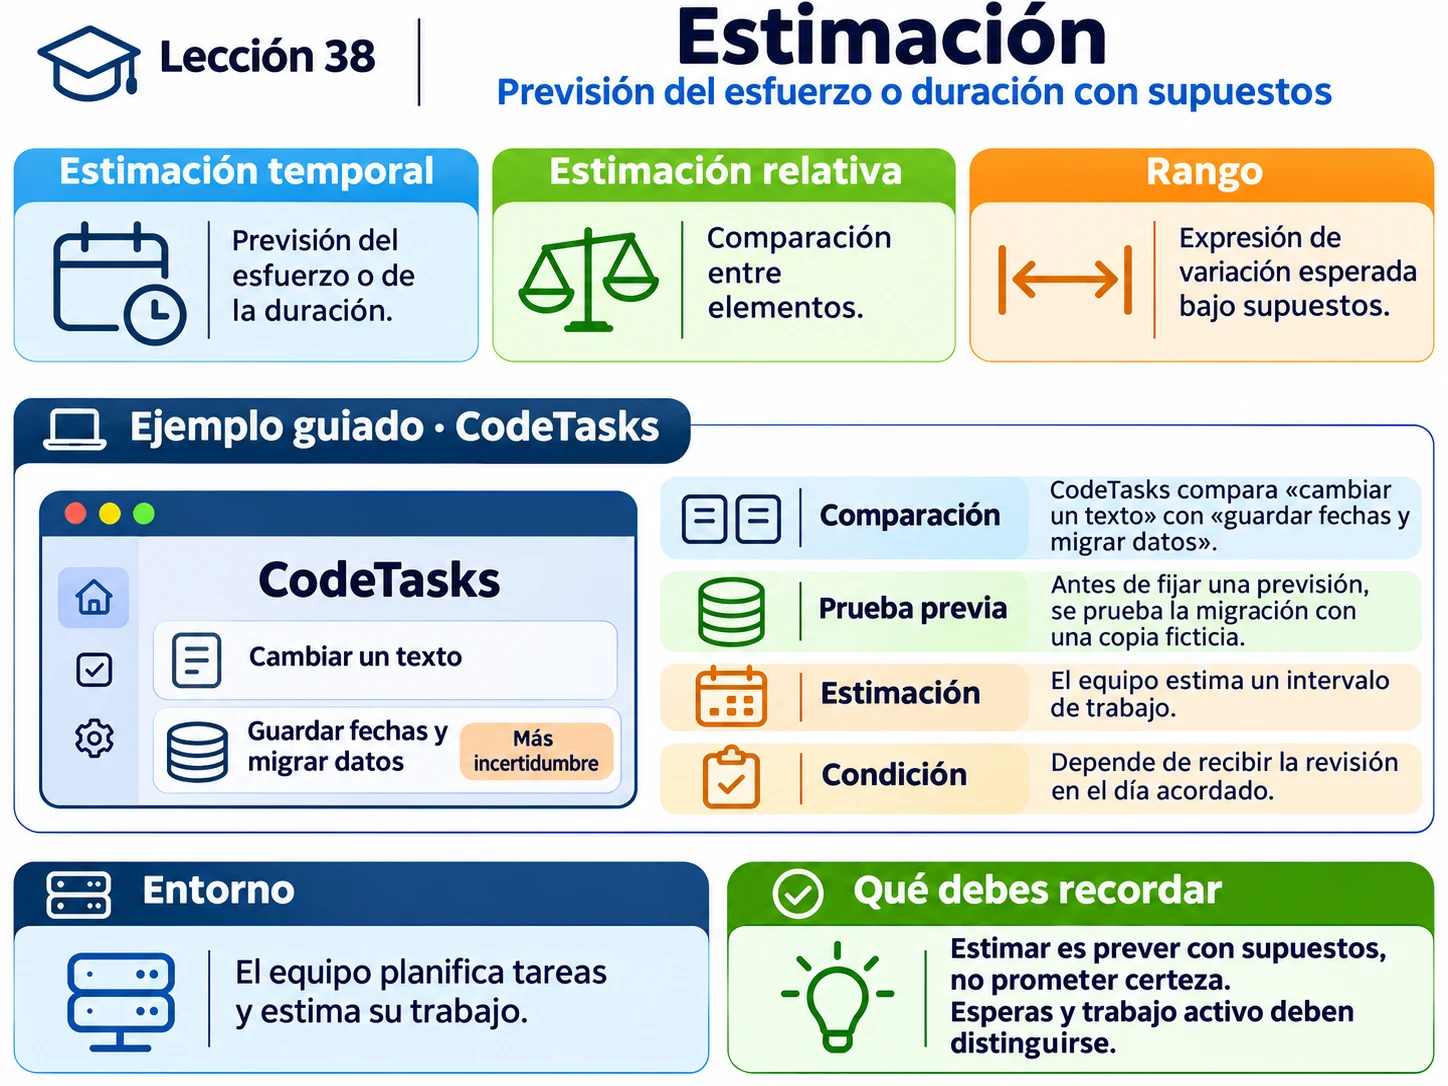 Lección 38
Estimación
Previsión del esfuerzo o duración con supuestos
Estimación temporal
Previsión del
esfuerzo o de
la duración.
Estimación relativa
Comparación
entre
elementos.
Rango
Expresión de
variación esperada
bajo supuestos.
Ejemplo guiado · CodeTasks
CodeTasks
Cambiar un texto
Guardar fechas y
migrar datos
Más
incertidumbre
Comparación
CodeTasks compara «cambiar
un texto» con «guardar fechas y
migrar datos».
Prueba previa
Antes de fijar una previsión,
se prueba la migración con
una copia ficticia.
Estimación
El equipo estima un intervalo
de trabajo.
Condición
Depende de recibir la revisión
en el día acordado.
Entorno
El equipo planifica tareas
y estima su trabajo.
Qué debes recordar
Estimar es prever con supuestos,
no prometer certeza.
Esperas y trabajo activo deben
distinguirse.